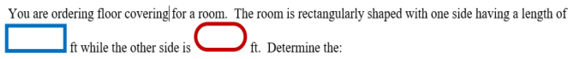 You are ordering floor covering for a room. The room is rectangularly shaped with one side having a length of
ft while the other side is ft. Determine the: